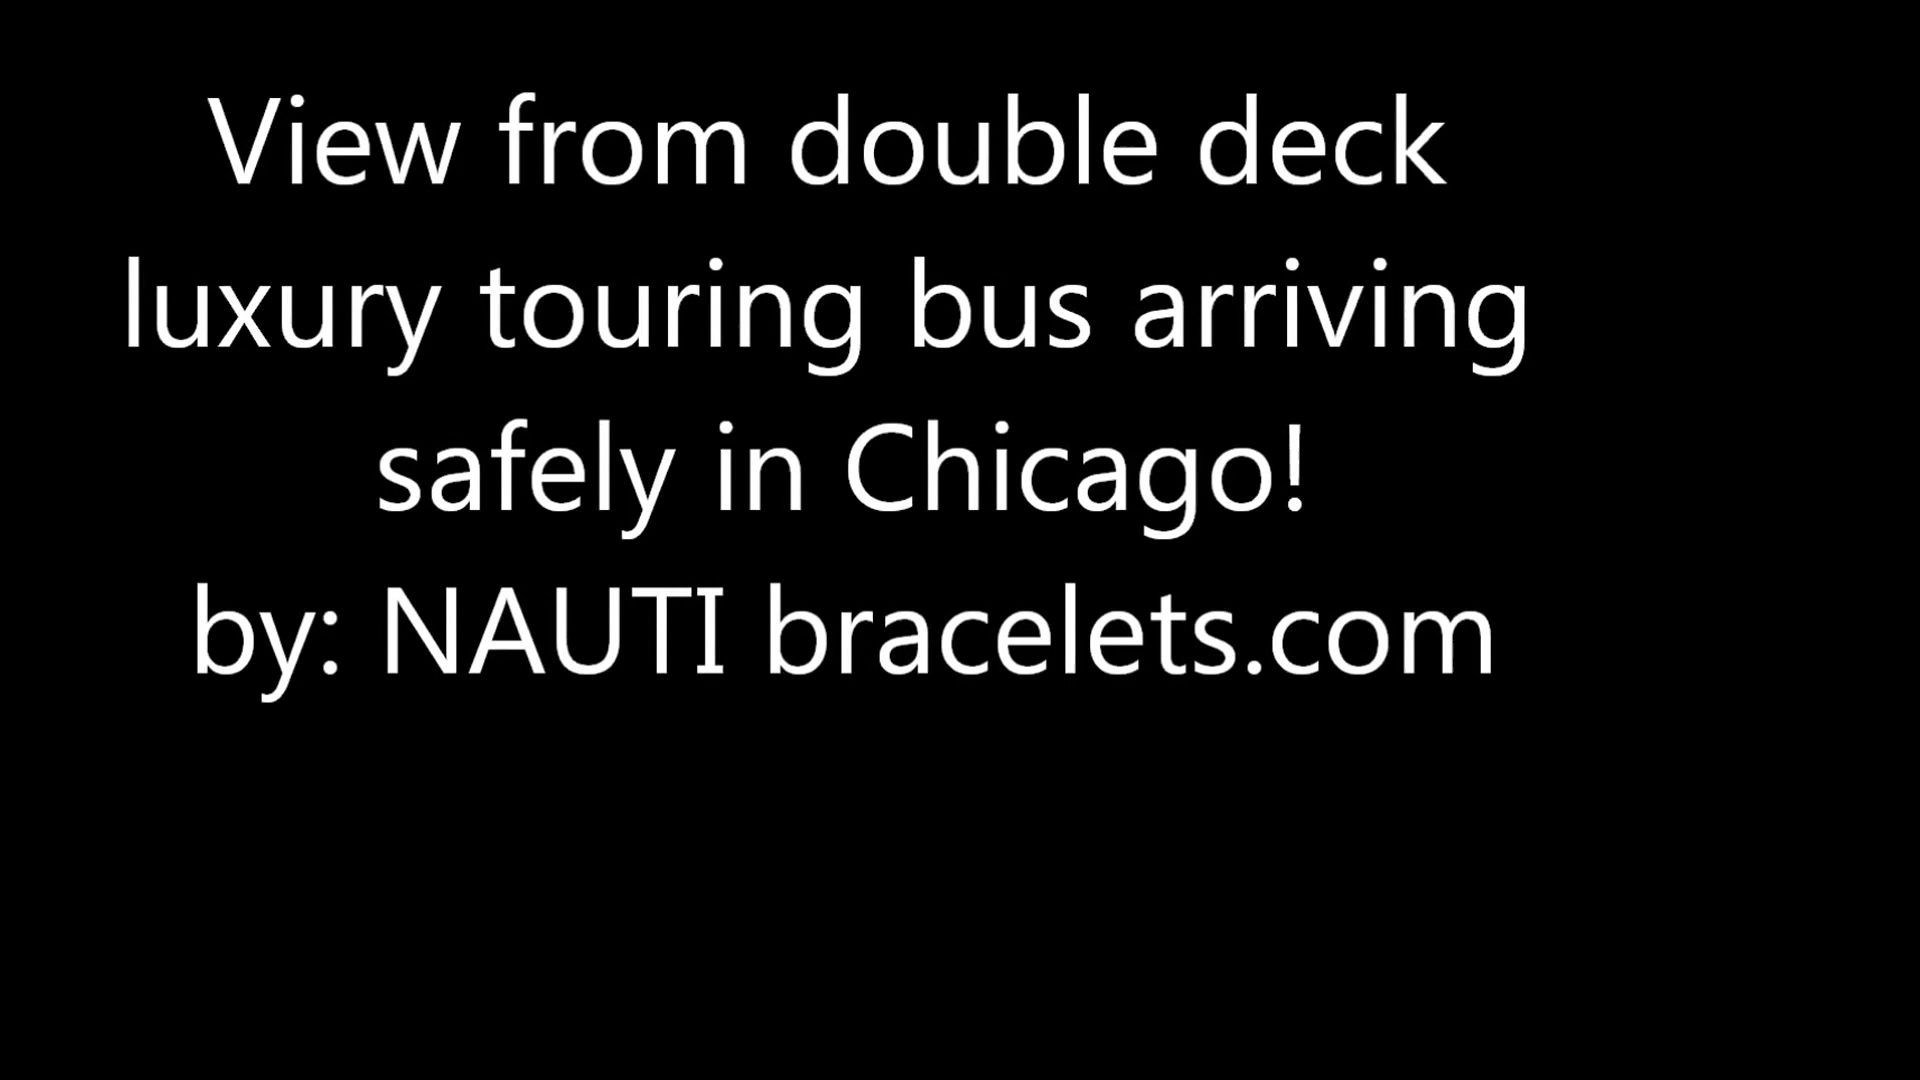 View from double deck
luxury touring bus arriving
safely in Chicago!
by: NAUTI bracelets.com